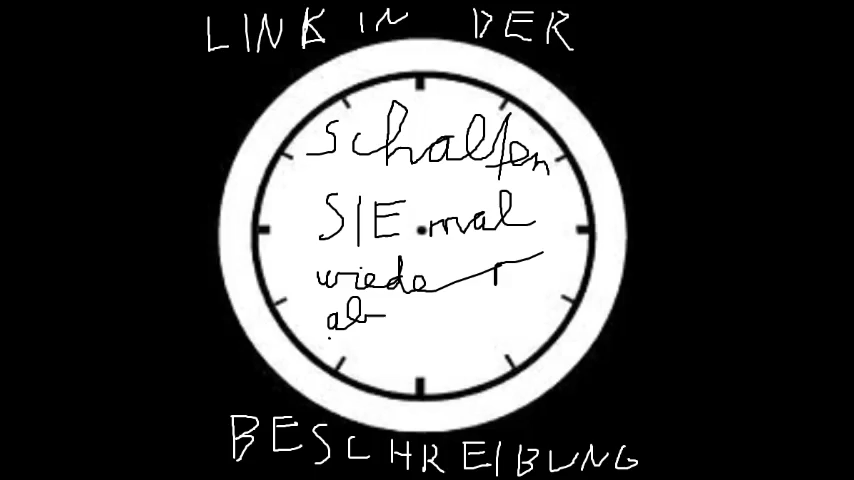 LINK IN DER
schalten
SIE mal
wieder
ab
BESCHREIBUNG